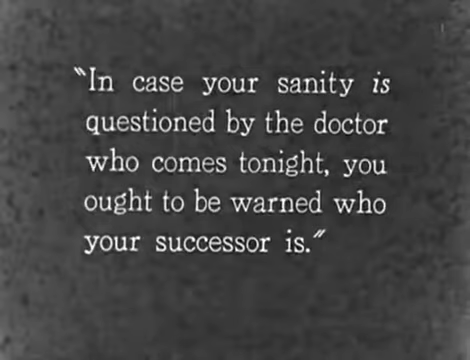 "In case your sanity is
questioned by the doctor
who comes tonight, you
ought to be warned who
your successor is."